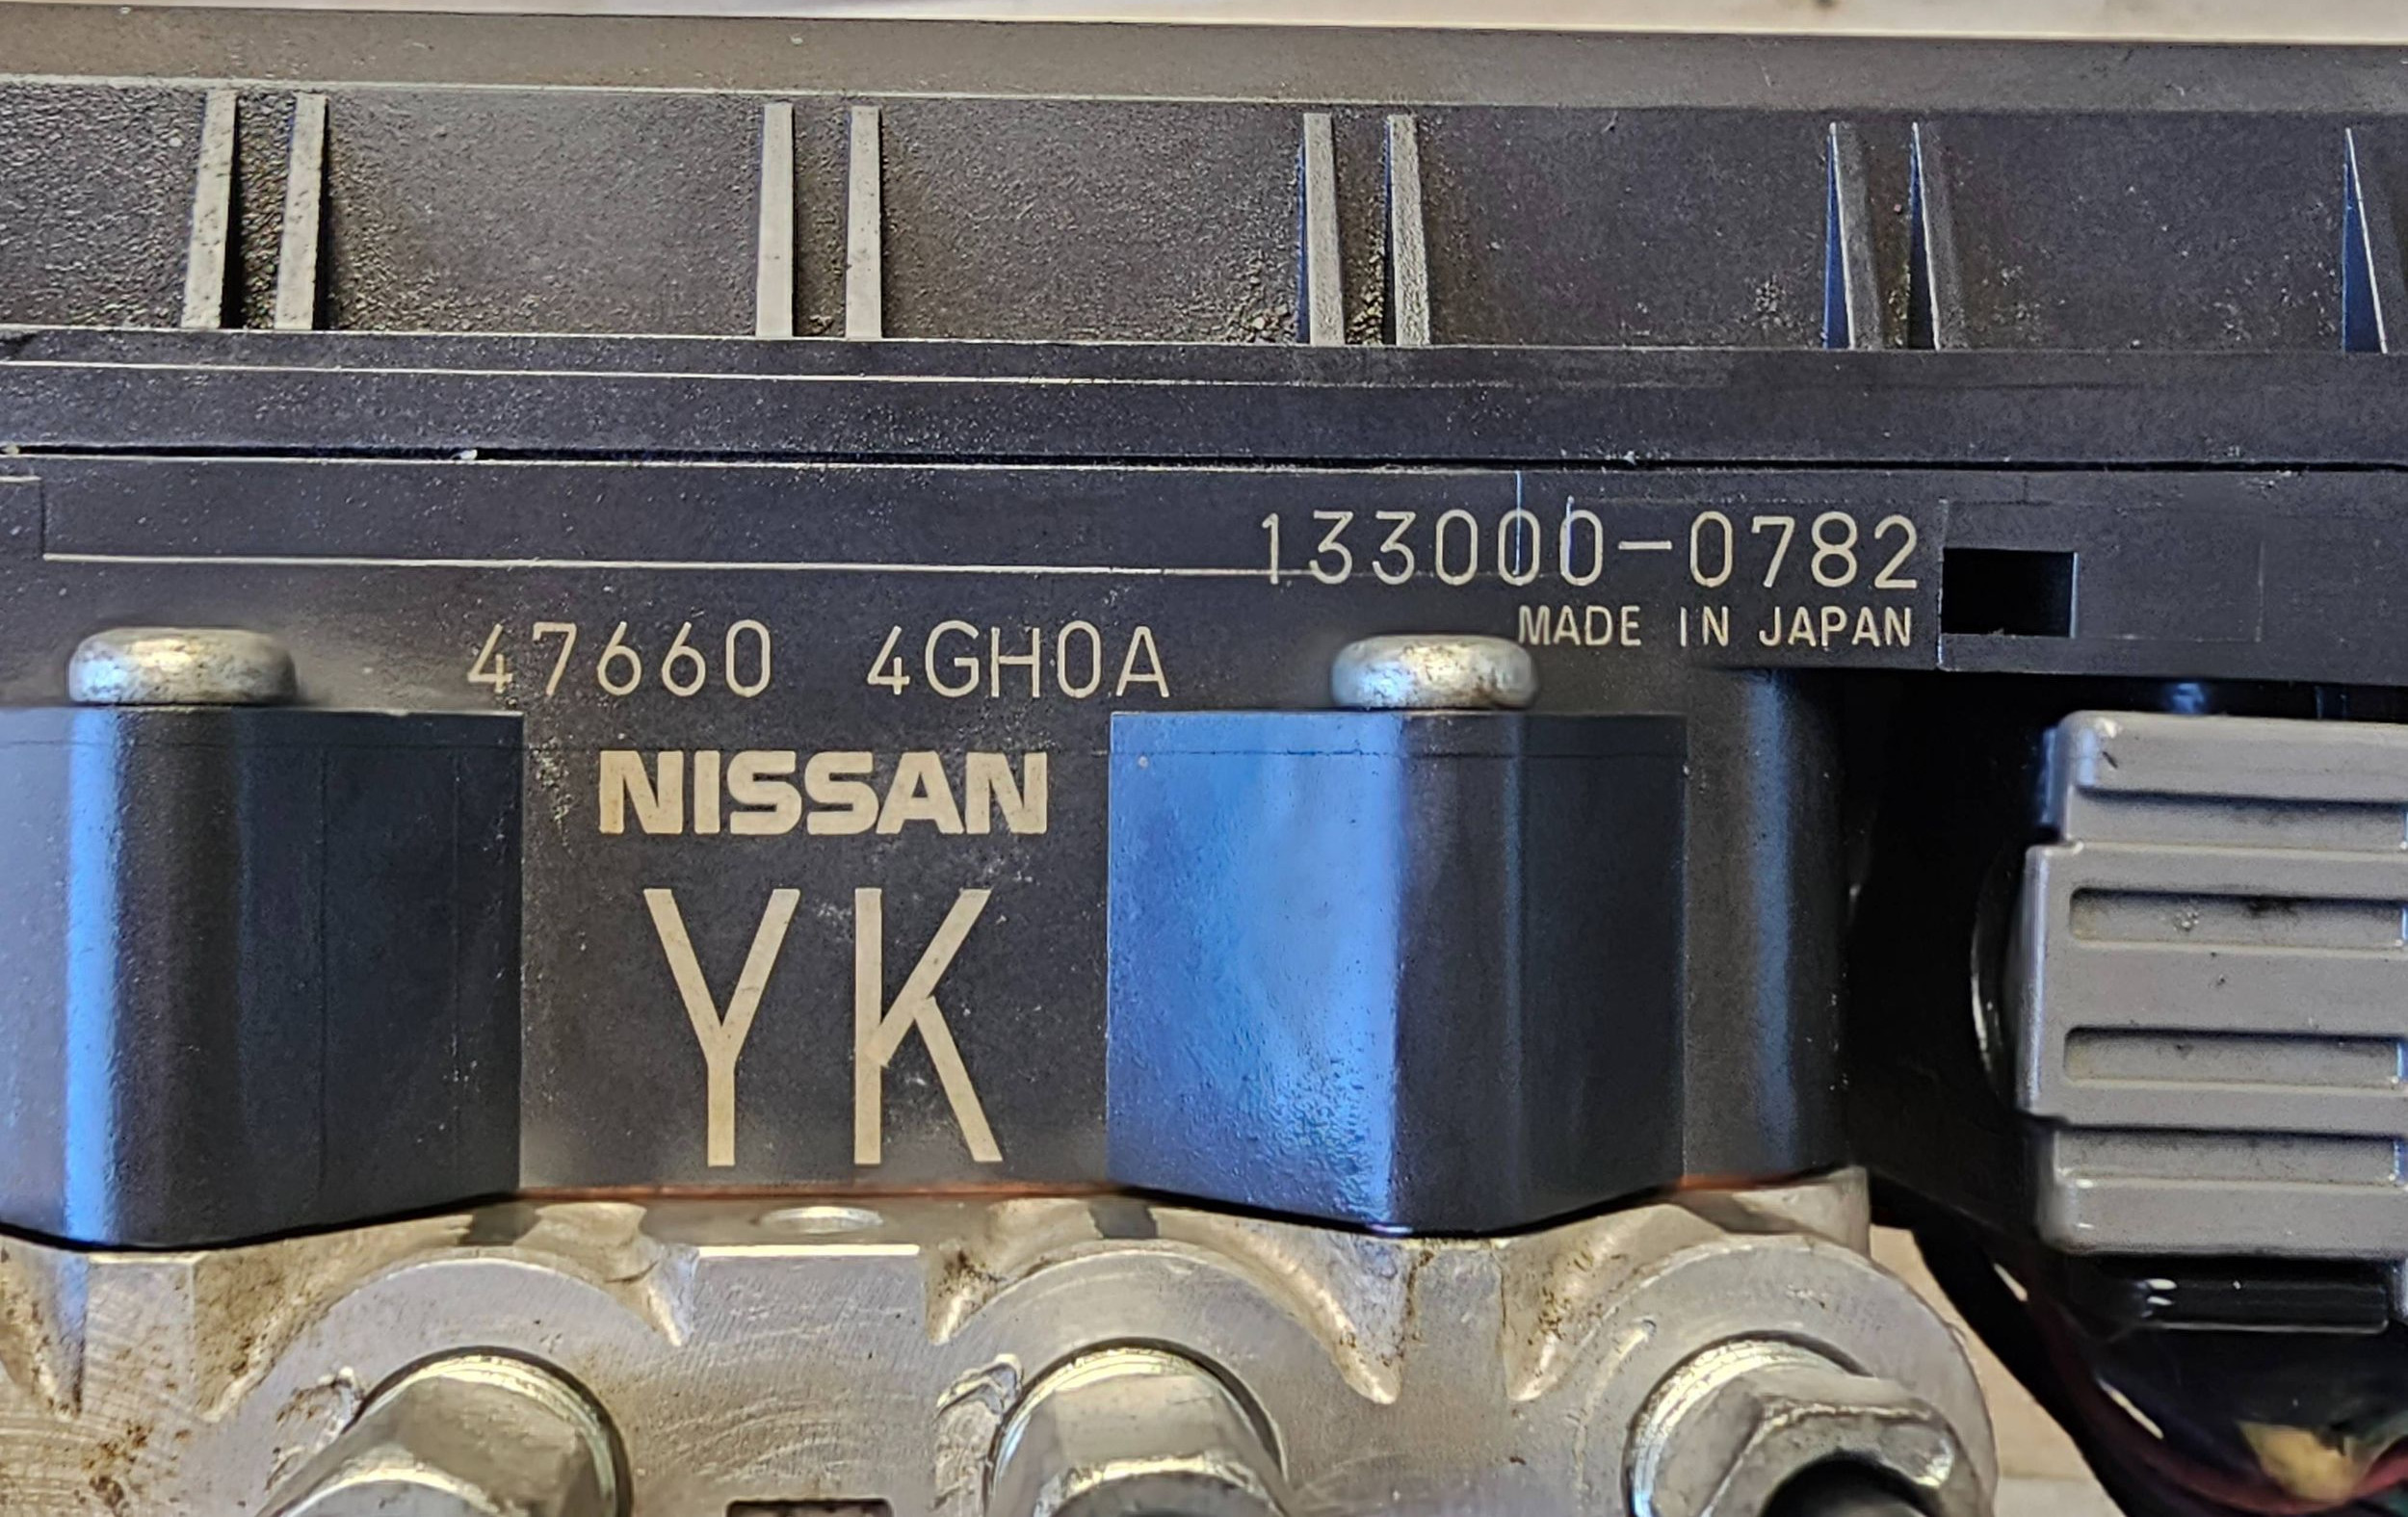 133000-0782
MADE IN JAPAN
47660 4GH0A
NISSAN
YK